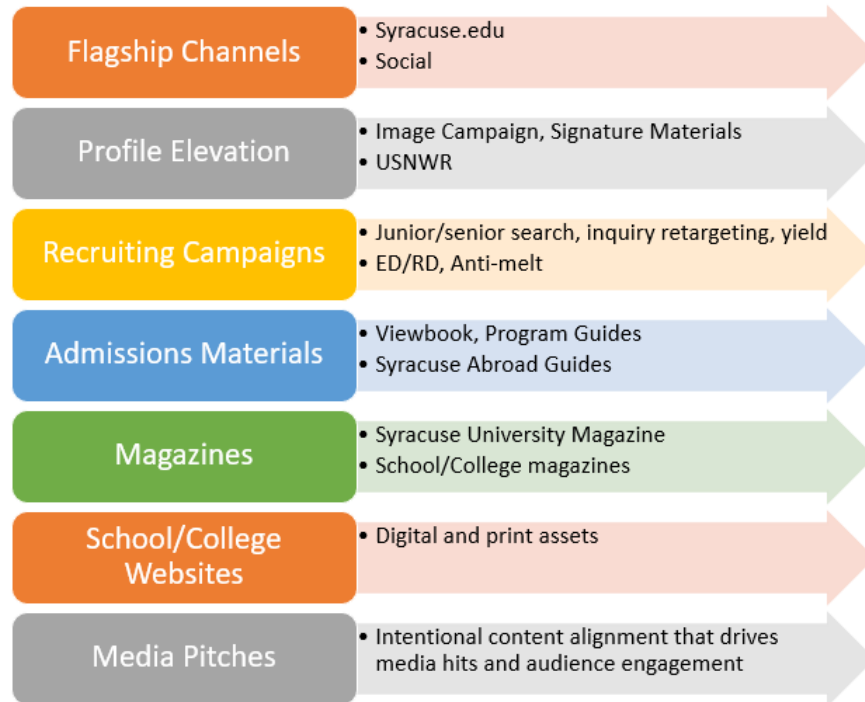 Flagship Channels
• Syracuse.edu
• Social
Profile Elevation
• Image Campaign, Signature Materials
• USNWR
Recruiting Campaigns
• Junior/senior search, inquiry retargeting, yield
• ED/RD, Anti-melt
Admissions Materials
• Viewbook, Program Guides
• Syracuse Abroad Guides
Magazines
• Syracuse University Magazine
• School/College magazines
School/College
Websites
• Digital and print assets
Media Pitches
• Intentional content alignment that drives
media hits and audience engagement